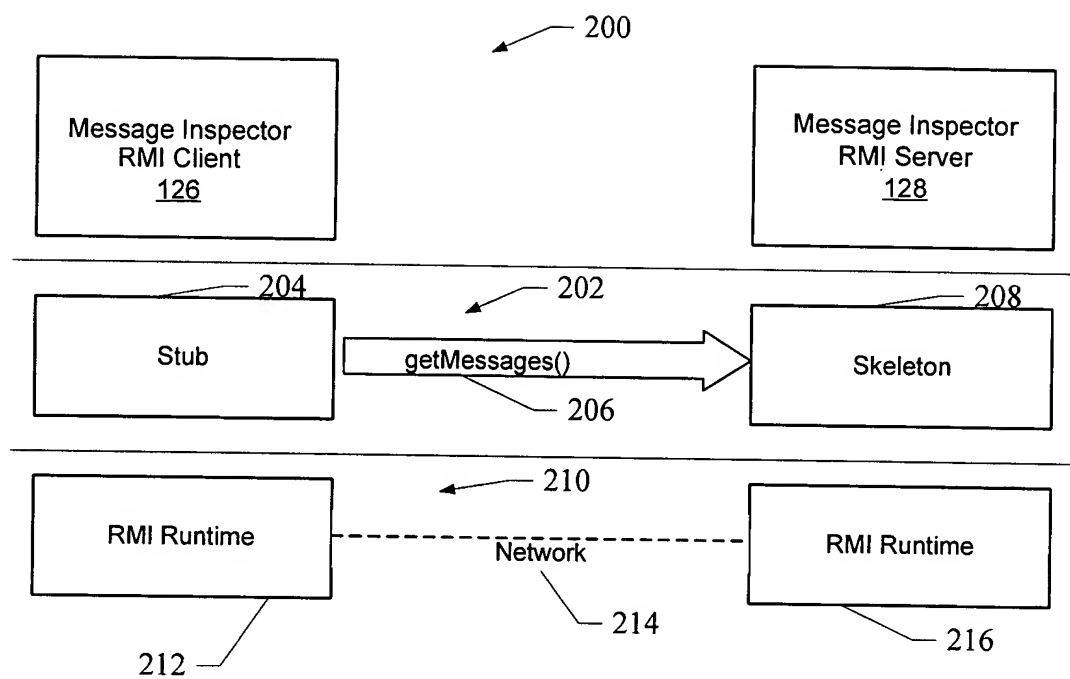 200
Message Inspector
RMI Client
126
Message Inspector
RMI Server
128
204
202
208
Stub
getMessages()
Skeleton
206
210
RMI Runtime
Network
RMI Runtime
214
212
216